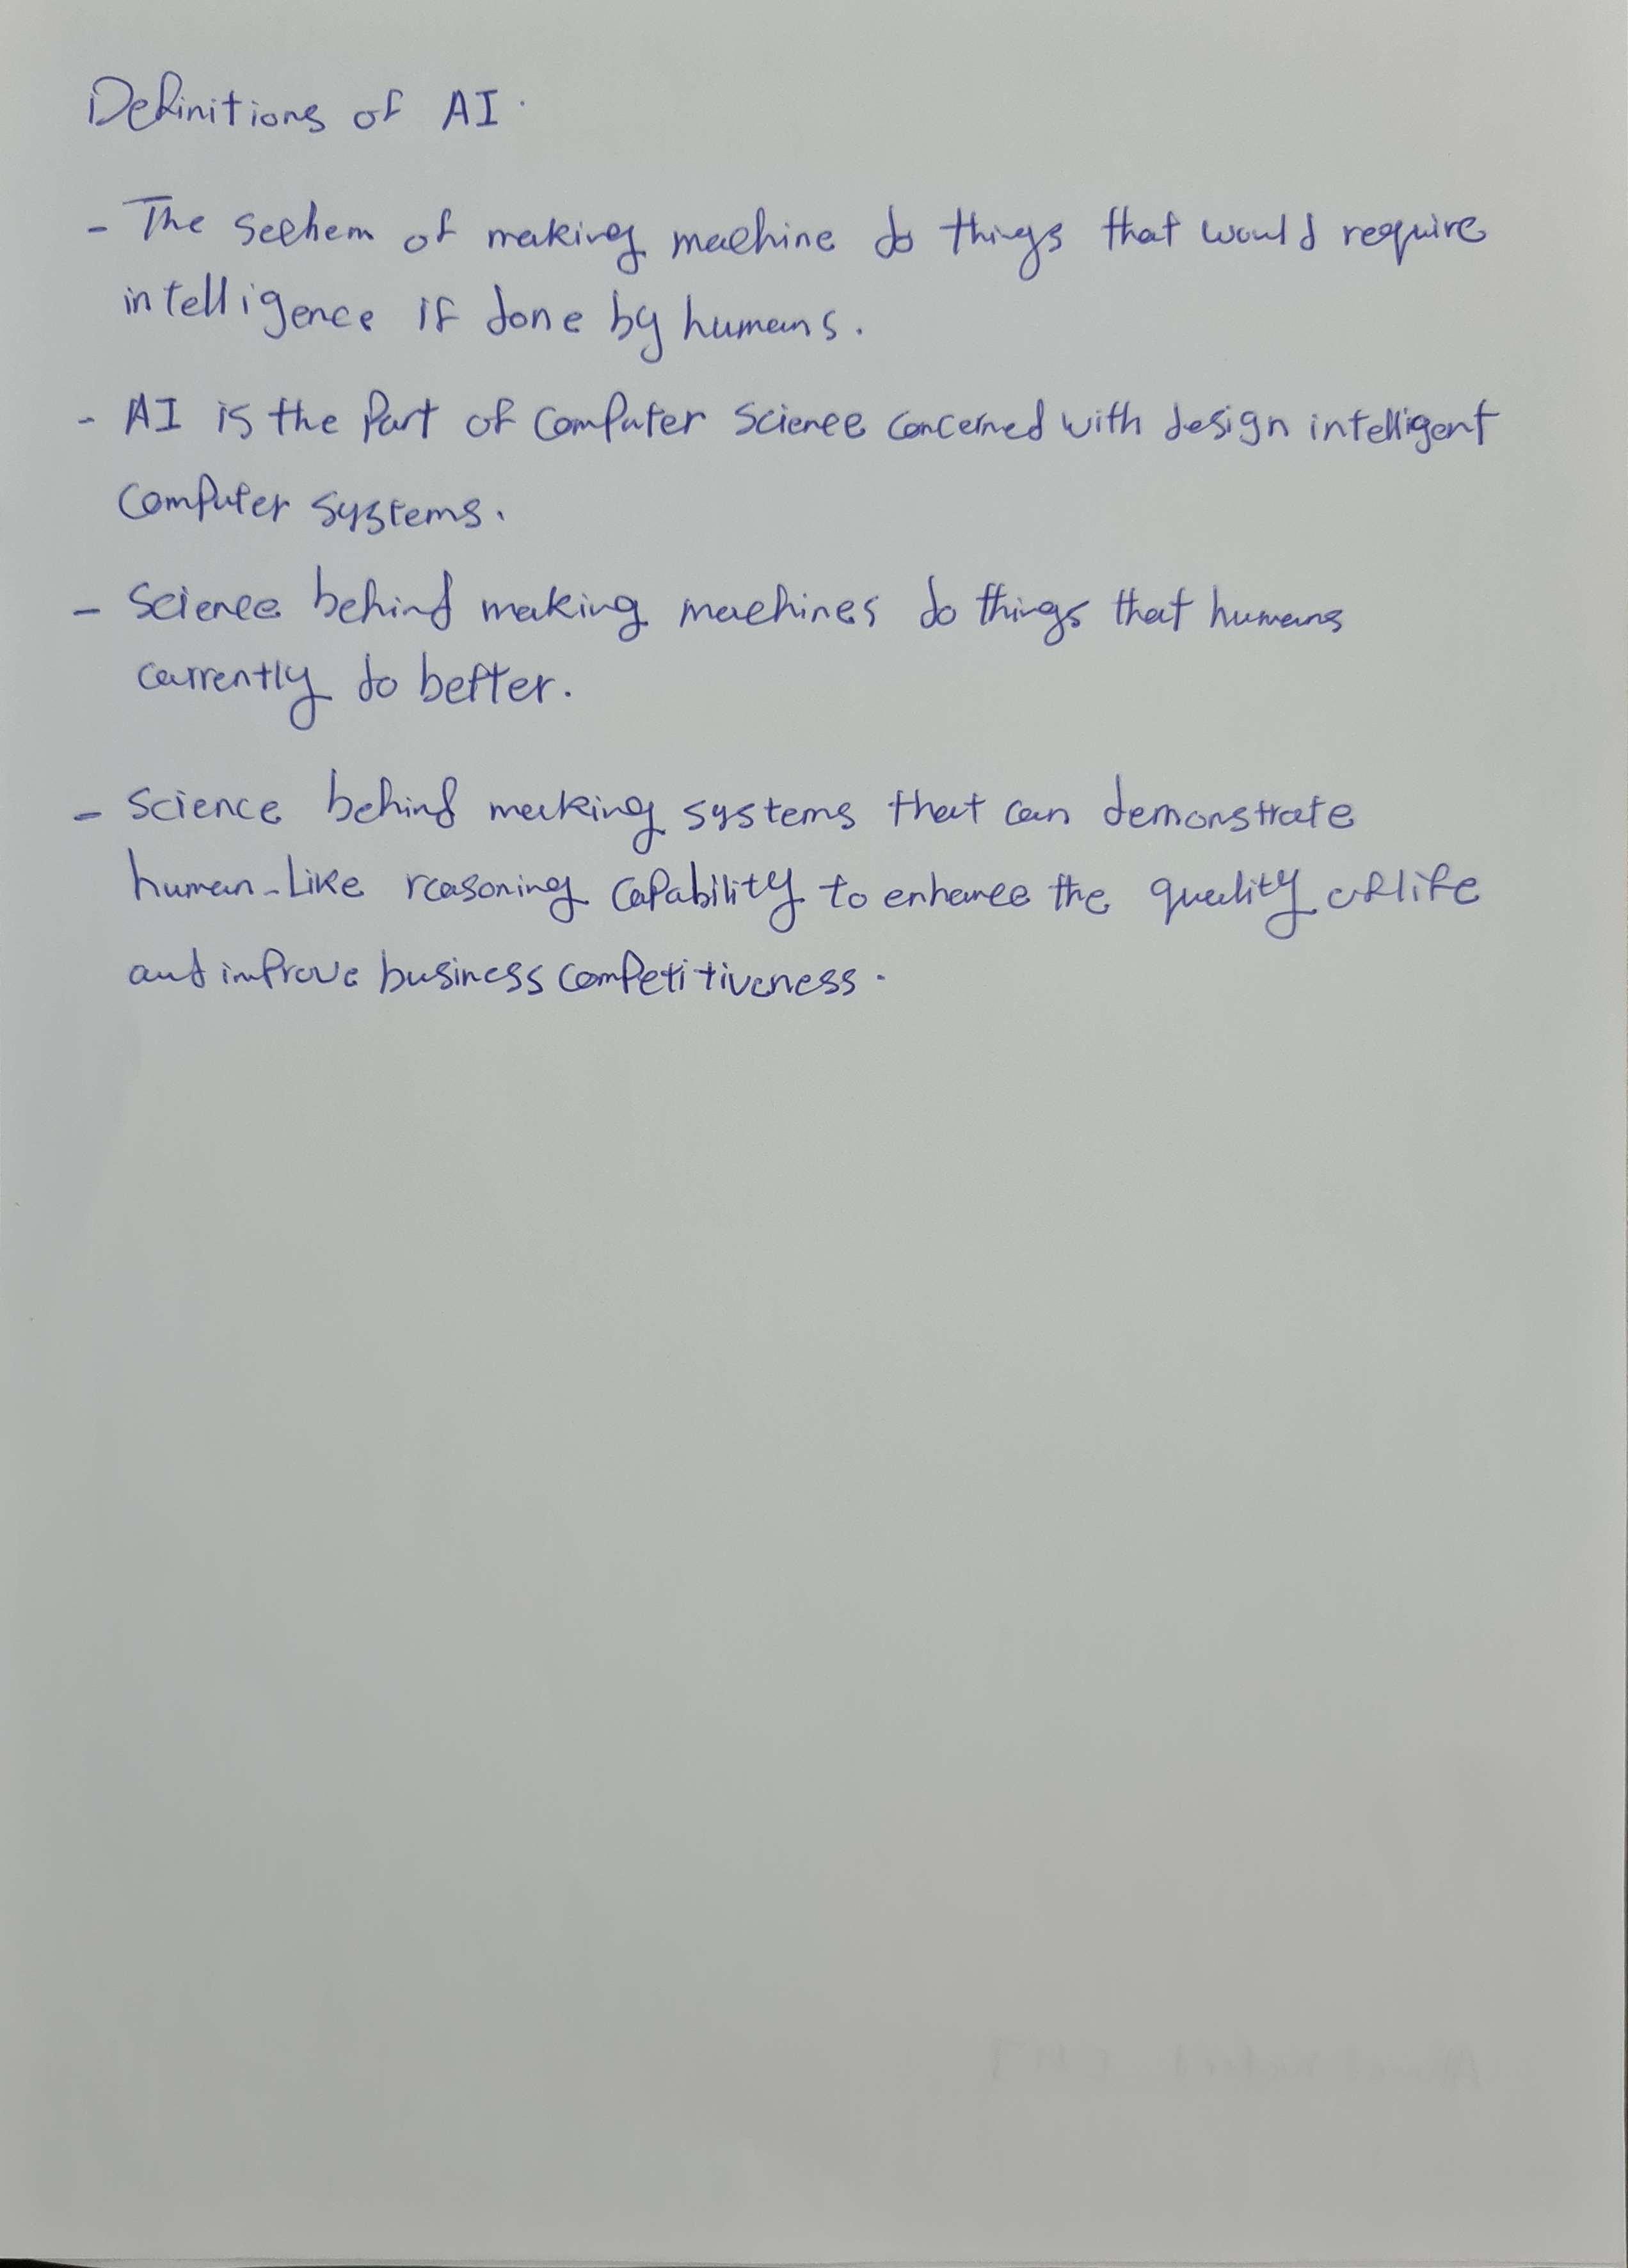 Definitions of AI.
- The scehem of making machine do things that would require
intelligence if done by humans.
- AI is the Part of Computer Science concerned with design intelligent
Computer systems.
- Science behind making machines do things that humans
currently do better.
- Science behind making systems that can demonstrate
human-Like reasoning capability to enhance the quality of life
and improve business competitiveness.